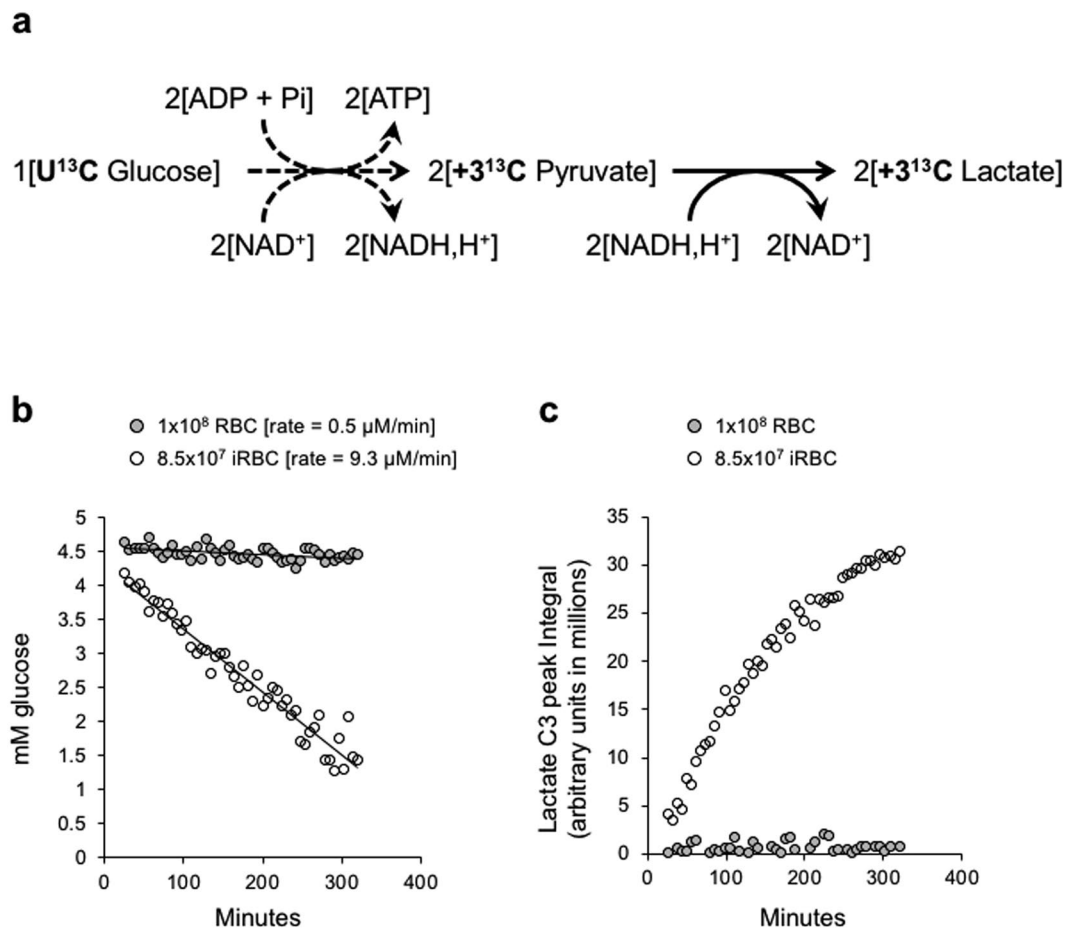 a
2[ADP + Pi] 2[ATP]
1[U¹³C Glucose] 2[+3¹³C Pyruvate] 2[+3¹³C Lactate]
2[NAD⁺] 2[NADH,H⁺] 2[NADH,H⁺] 2[NAD⁺]
b
1x10⁸ RBC [rate = 0.5 µM/min]
8.5x10⁷ iRBC [rate = 9.3 µM/min]
mM glucose
5
4.5
4
3.5
3
2.5
2
1.5
1
0.5
0
0 100 200 300 400
Minutes
c
1x10⁸ RBC
8.5x10⁷ iRBC
Lactate C3 peak Integral
(arbitrary units in millions)
35
30
25
20
15
10
5
0
0 100 200 300 400
Minutes